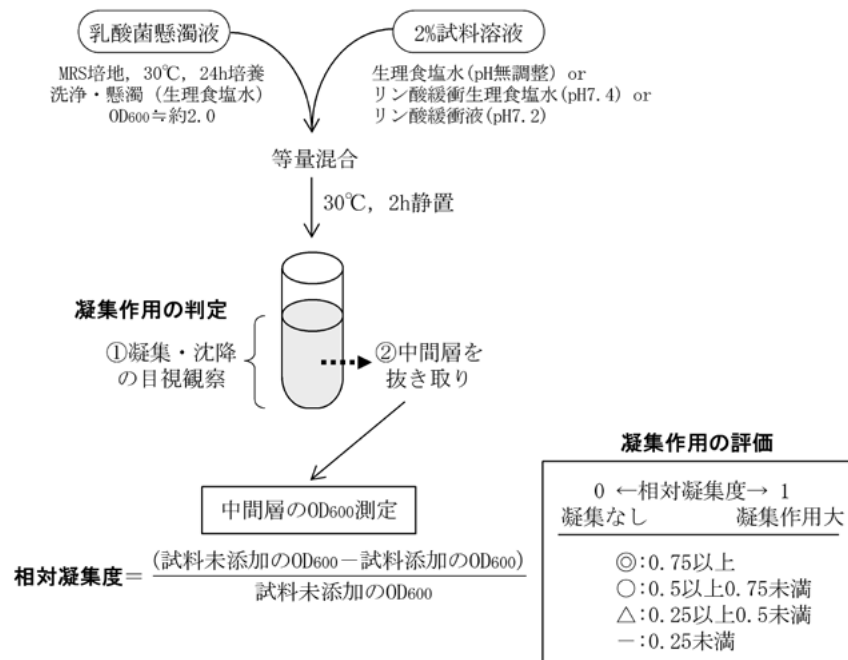 乳酸菌懸濁液
MRS培地，30℃，24h培養
洗浄・懸濁（生理食塩水）
OD600≒約2.0
2%試料溶液
生理食塩水(pH無調整) or
リン酸緩衝生理食塩水(pH7.4) or
リン酸緩衝液(pH7.2)
等量混合
30℃，2h静置
凝集作用の判定
①凝集・沈降
の目視観察
②中間層を
抜き取り
中間層のOD600測定
相対凝集度＝
(試料未添加のOD600－試料添加のOD600)
試料未添加のOD600
凝集作用の評価
0 ←相対凝集度→ 1
凝集なし 凝集作用大
◎:0.75以上
○:0.5以上0.75未満
△:0.25以上0.5未満
－:0.25未満